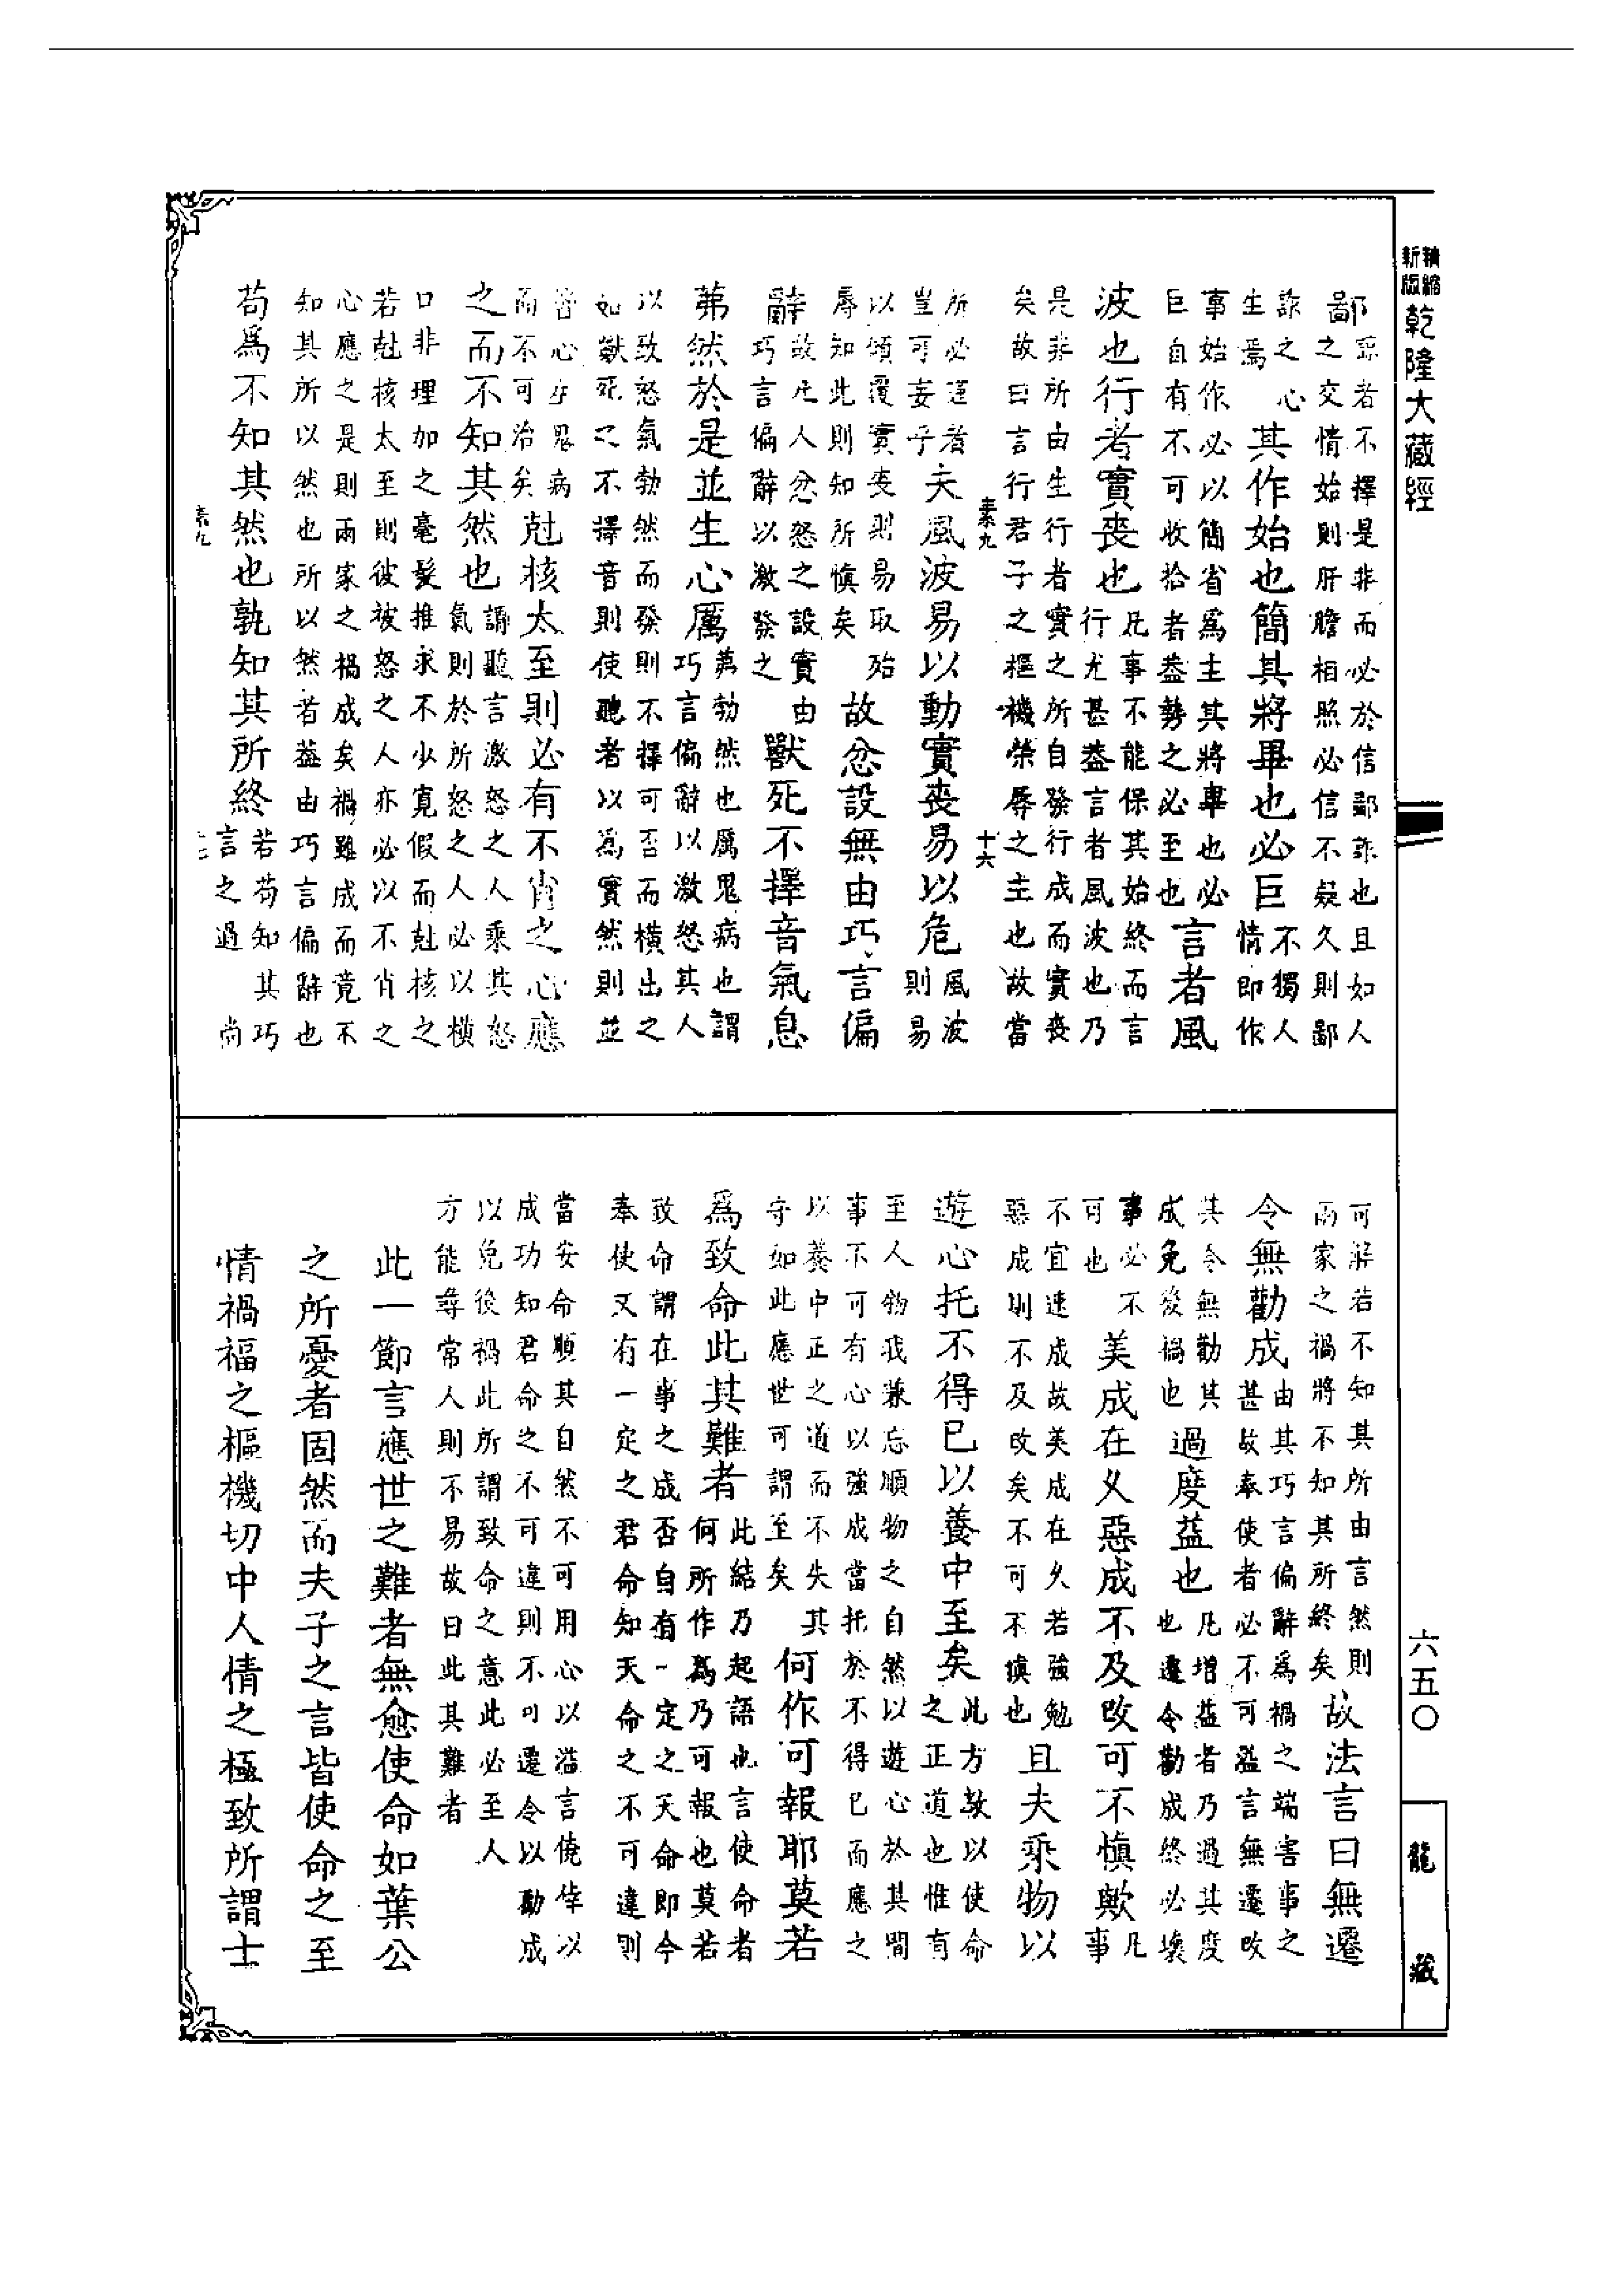 精縮
新版
乾隆大藏經
鄙
諒者不擇是非而必於信鄙詐也且如人
之交情始則肝膽相照必信不疑久則鄙
詐之心
生焉
其作始也簡其將畢也必巨
不獨人
情即作
事始作必以簡省爲主其將畢也必
巨自有不可收拾者蓋勢之必至也
言者風
波也行者實喪也
凡事不能保其始終而言
行尤甚蓋言者風波也乃
是非所由生行者實之所自發行成而實喪
矣故曰言行君子之樞機榮辱之主也故當
素九
十六
所必
者
豈可妄乎
夫風波易以動實喪易以危
風波
則易
以傾覆實喪則易取殆
辱知此則知所慎矣
故忿設無由巧言偏
辭
故凡人忿怒之設實由
巧言偏辭以激發之
獸死不擇音氣息
茀然於是並生心厲
茀勃然也厲鬼病也謂
巧言偏辭以激怒其人
以致怒氣勃然而發則不擇可否而橫出之
如獸死之不擇音則使聽者以爲實然則並
皆心生鬼病
而不可治矣
尅核太至則必有不肖之心應
之而不知其然也
謂聽言激怒之人乘其怒
氣則於所怒之人必以橫
口非理加之毫髮推求不少寬假而尅核之
若尅核太至則彼被怒之人亦必以不肖之
心應之是則兩家之禍成矣禍雖成而竟不
知其所以然也所以然者蓋由巧言偏辭也
苟爲不知其然也孰知其所終
若苟知其巧
言之過尚
素九
可解若不知其所由言然則
兩家之禍將不知其所終矣
故法言曰無遷
令無勸成
由其巧言偏辭爲禍之端害事之
甚故奉使者必不可溢言無遷改
其令無勸其
成免後禍也
過度益也
凡增益者乃過其度
也遷令勸成終必壞
事必不
可也
美成在久惡成不及改可不慎歟
凡
事
不宜速成故美成在久若強勉
惡成則不及改矣不可不慎也
且夫乘物以
遊心托不得已以養中至矣
此方教以使命
之正道也惟有
至人物我兼忘順物之自然以遊心於其間
事不可有心以強成當托於不得已而應之
以養中正之道而不失其
守如此應世可謂至矣
何作可報耶莫若
爲致命此其難者
此結乃起語也言使命者
何所作爲乃可報也莫若
致命謂在事之成否自有一定之天命即今
奉使又有一定之君命知天命之不可違則
當安命順其自然不可用心以溢言僥倖以
成功知君命之不可違則不可遷令以勸成
以免後禍此所謂致命之意此必至人
方能尋常人則不易故曰此其難者
此一節言應世之難者無愈使命如葉公
之所憂者固然而夫子之言皆使命之至
情禍福之樞機切中人情之極致所謂士
六五〇
龍藏